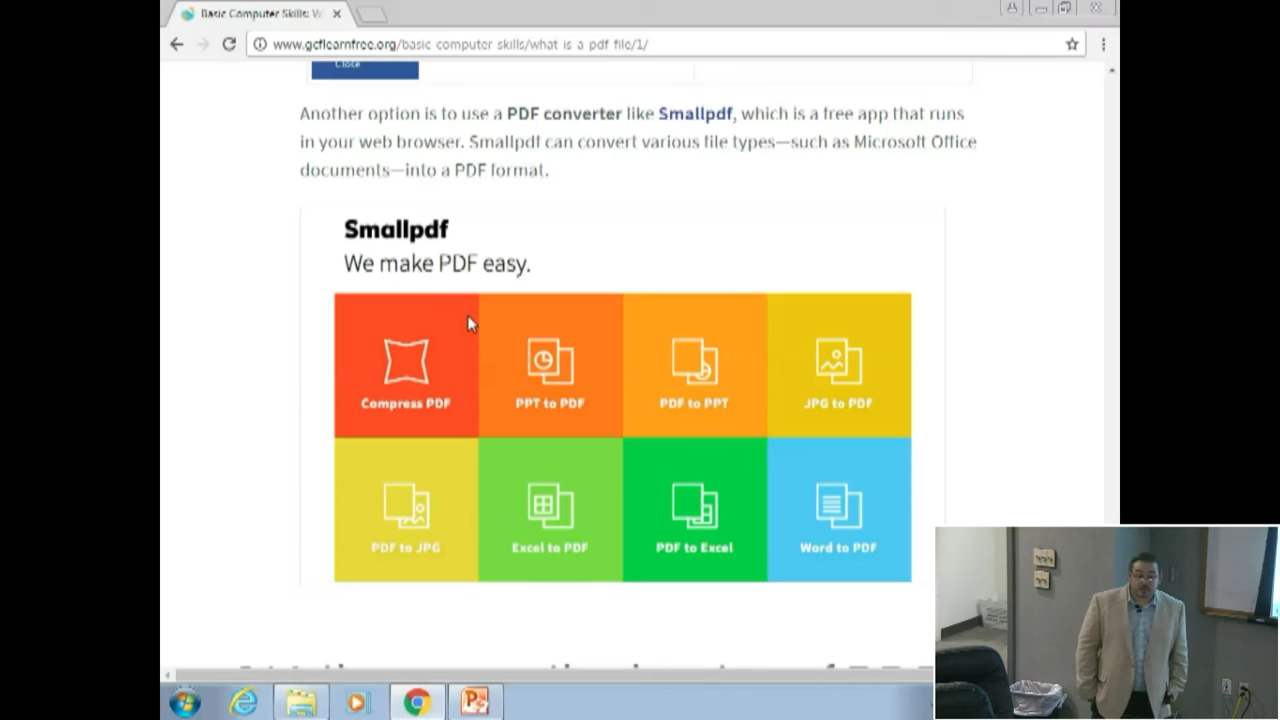 Basic Computer Skills: W
www.gcflearnfree.org/basic computer skills/what is a pdf file/1/
Close
Another option is to use a PDF converter like Smallpdf, which is a free app that runs
in your web browser. Smallpdf can convert various file types—such as Microsoft Office
documents—into a PDF format.
Smallpdf
We make PDF easy.
Compress PDF
PPT to PDF
PDF to PPT
JPG to PDF
PDF to JPG
Excel to PDF
PDF to Excel
Word to PDF